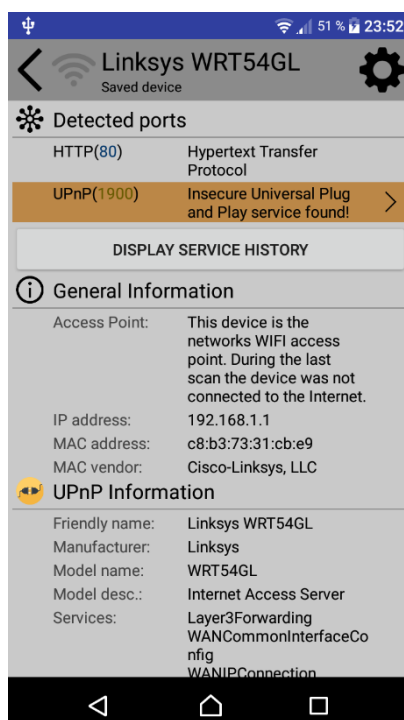 51 % 23:52
Linksys WRT54GL
Saved device
Detected ports
HTTP(80) Hypertext Transfer
Protocol
UPnP(1900) Insecure Universal Plug
and Play service found!
DISPLAY SERVICE HISTORY
General Information
Access Point: This device is the
networks WIFI access
point. During the last
scan the device was not
connected to the Internet.
IP address: 192.168.1.1
MAC address: c8:b3:73:31:cb:e9
MAC vendor: Cisco-Linksys, LLC
UPnP Information
Friendly name: Linksys WRT54GL
Manufacturer: Linksys
Model name: WRT54GL
Model desc.: Internet Access Server
Services: Layer3Forwarding
WANCommonInterfaceCo
nfig
WANIPConnection